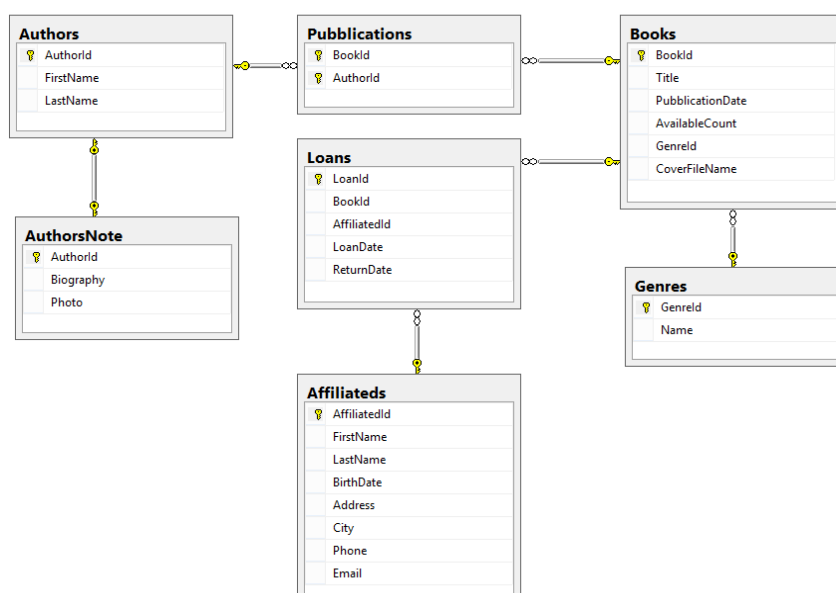 Authors
AuthorId
FirstName
LastName
Pubblications
BookId
AuthorId
Books
BookId
Title
PubblicationDate
AvailableCount
GenreId
CoverFileName
Loans
LoanId
BookId
AffiliatedId
LoanDate
ReturnDate
AuthorsNote
AuthorId
Biography
Photo
Genres
GenreId
Name
Affiliateds
AffiliatedId
FirstName
LastName
BirthDate
Address
City
Phone
Email